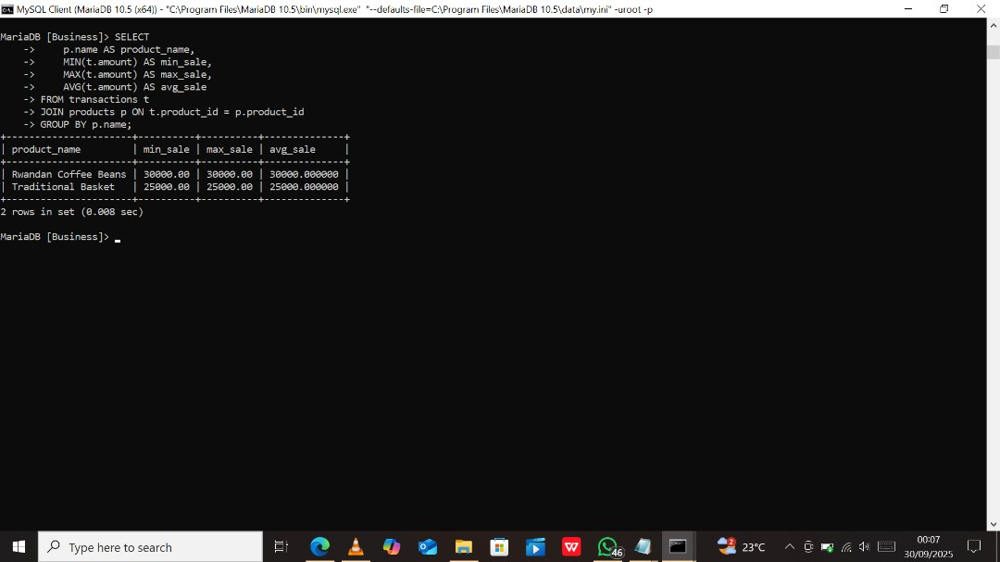 MySQL Client (MariaDB 10.5 (x64)) - "C:\Program Files\MariaDB 10.5\bin\mysql.exe" "--defaults-file=C:\Program Files\MariaDB 10.5\data\my.ini" -uroot -p
MariaDB [Business]> SELECT
    ->     p.name AS product_name,
    ->     MIN(t.amount) AS min_sale,
    ->     MAX(t.amount) AS max_sale,
    ->     AVG(t.amount) AS avg_sale
    -> FROM transactions t
    -> JOIN products p ON t.product_id = p.product_id
    -> GROUP BY p.name;
+----------------------+----------+----------+--------------+
| product_name         | min_sale | max_sale | avg_sale     |
+----------------------+----------+----------+--------------+
| Rwandan Coffee Beans | 30000.00 | 30000.00 | 30000.000000 |
| Traditional Basket   | 25000.00 | 25000.00 | 25000.000000 |
+----------------------+----------+----------+--------------+
2 rows in set (0.008 sec)
MariaDB [Business]> _
Type here to search
W
46
2
23°C
00:07
30/09/2025